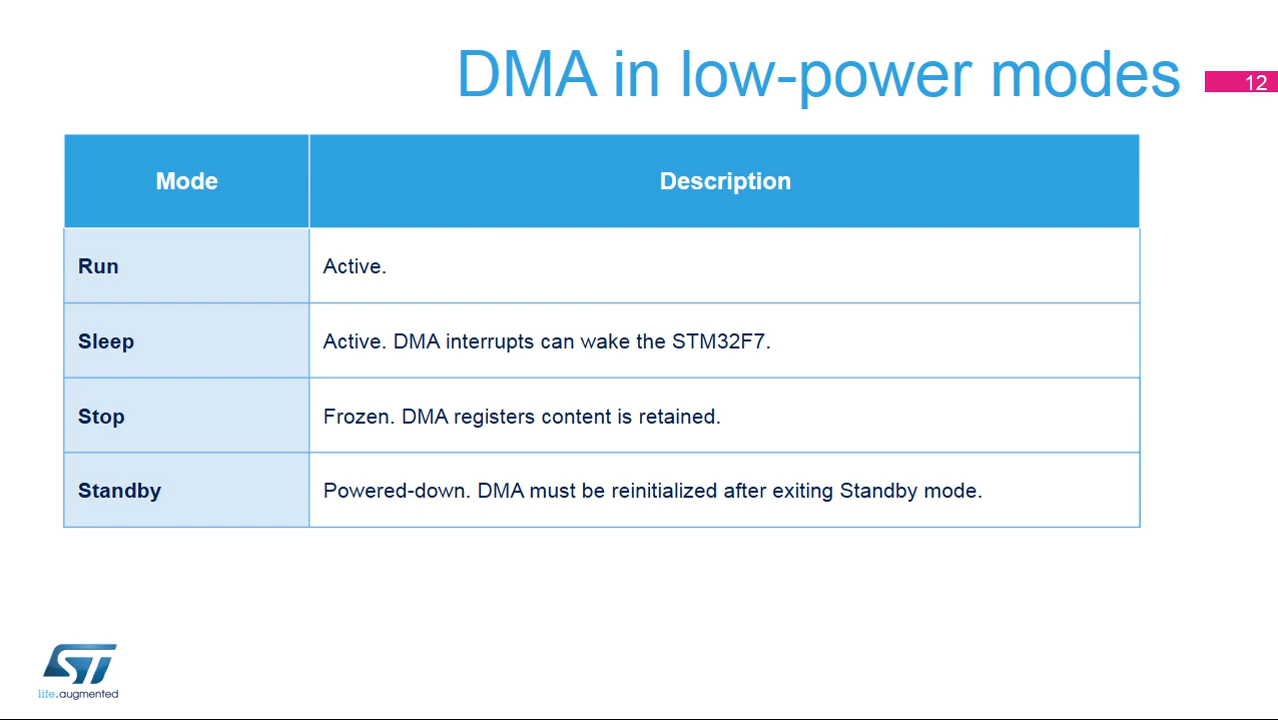 DMA in low-power modes
12
Mode Description
Run Active.
Sleep Active. DMA interrupts can wake the STM32F7.
Stop Frozen. DMA registers content is retained.
Standby Powered-down. DMA must be reinitialized after exiting Standby mode.
ST
life.augmented